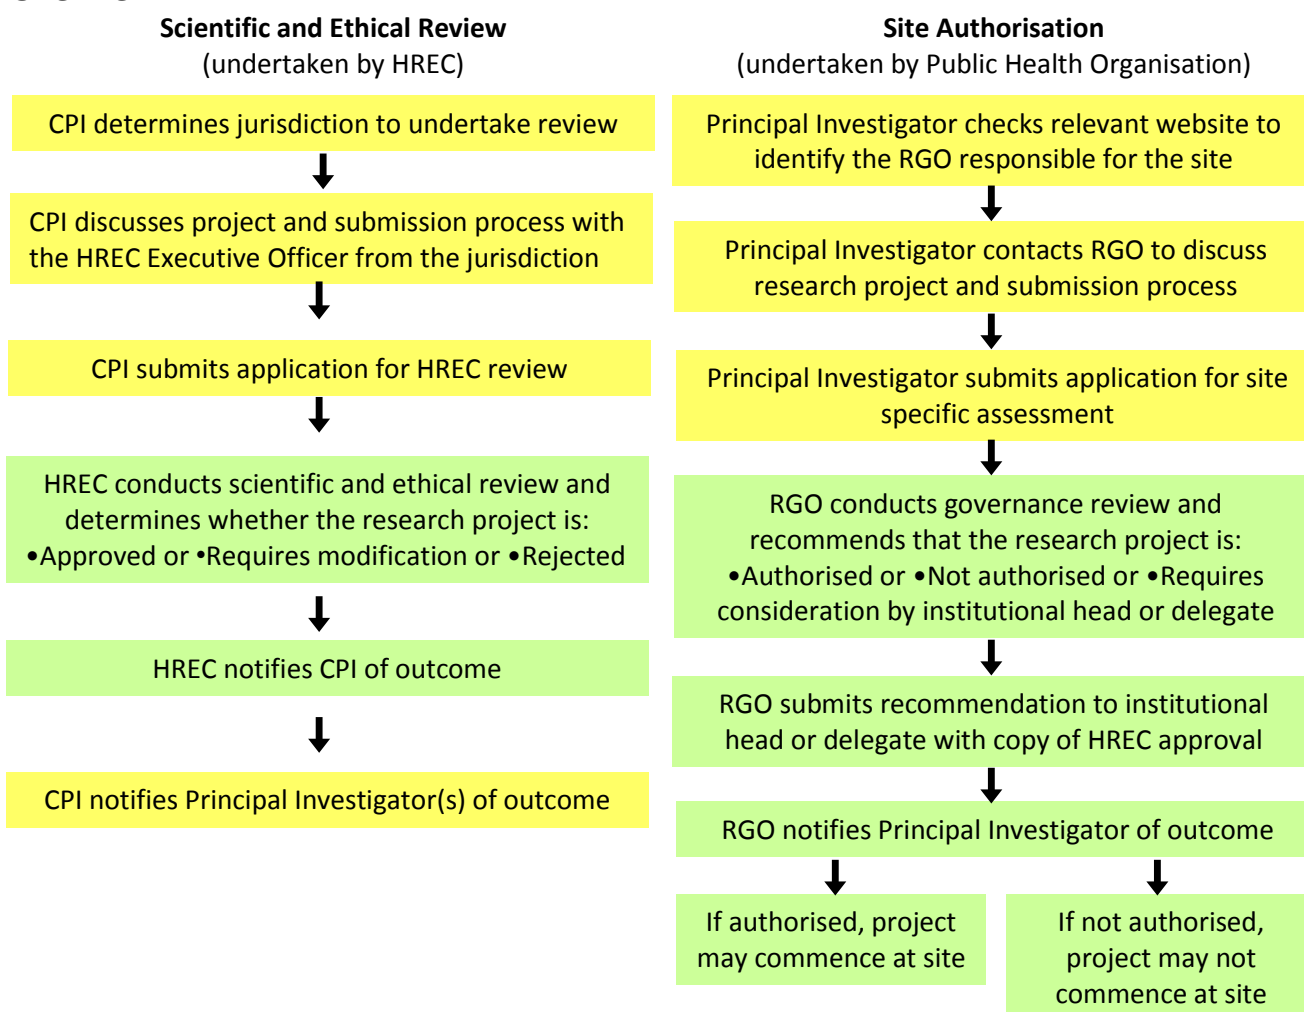 Scientific and Ethical Review
(undertaken by HREC)
CPI determines jurisdiction to undertake review
CPI discusses project and submission process with
the HREC Executive Officer from the jurisdiction
CPI submits application for HREC review
HREC conducts scientific and ethical review and
determines whether the research project is:
•Approved or •Requires modification or •Rejected
HREC notifies CPI of outcome
CPI notifies Principal Investigator(s) of outcome
Site Authorisation
(undertaken by Public Health Organisation)
Principal Investigator checks relevant website to
identify the RGO responsible for the site
Principal Investigator contacts RGO to discuss
research project and submission process
Principal Investigator submits application for site
specific assessment
RGO conducts governance review and
recommends that the research project is:
•Authorised or •Not authorised or •Requires
consideration by institutional head or delegate
RGO submits recommendation to institutional
head or delegate with copy of HREC approval
RGO notifies Principal Investigator of outcome
If authorised, project
may commence at site
If not authorised,
project may not
commence at site